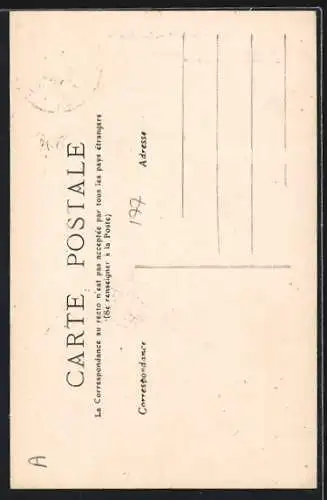 CARTE POSTALE
La Correspondance au recto n'est pas acceptée par tous les pays étrangers
(Se renseigner à la Poste)
Correspondance
Adresse
197
A